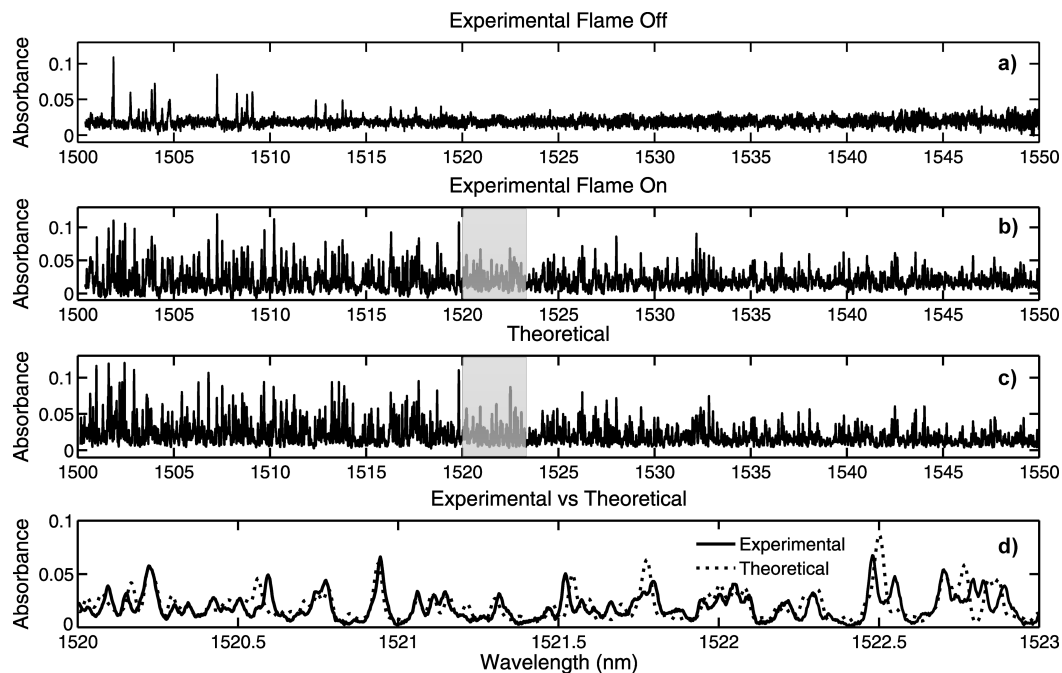 Experimental Flame Off
a)
0.1
0.05
0
Absorbance
1500 1505 1510 1515 1520 1525 1530 1535 1540 1545 1550
Experimental Flame On
b)
0.1
0.05
0
Absorbance
1500 1505 1510 1515 1520 1525 1530 1535 1540 1545 1550
Theoretical
c)
0.1
0.05
0
Absorbance
1500 1505 1510 1515 1520 1525 1530 1535 1540 1545 1550
Experimental vs Theoretical
d)
0.1
0.05
0
Absorbance
Experimental
Theoretical
1520 1520.5 1521 1521.5 1522 1522.5 1523
Wavelength (nm)